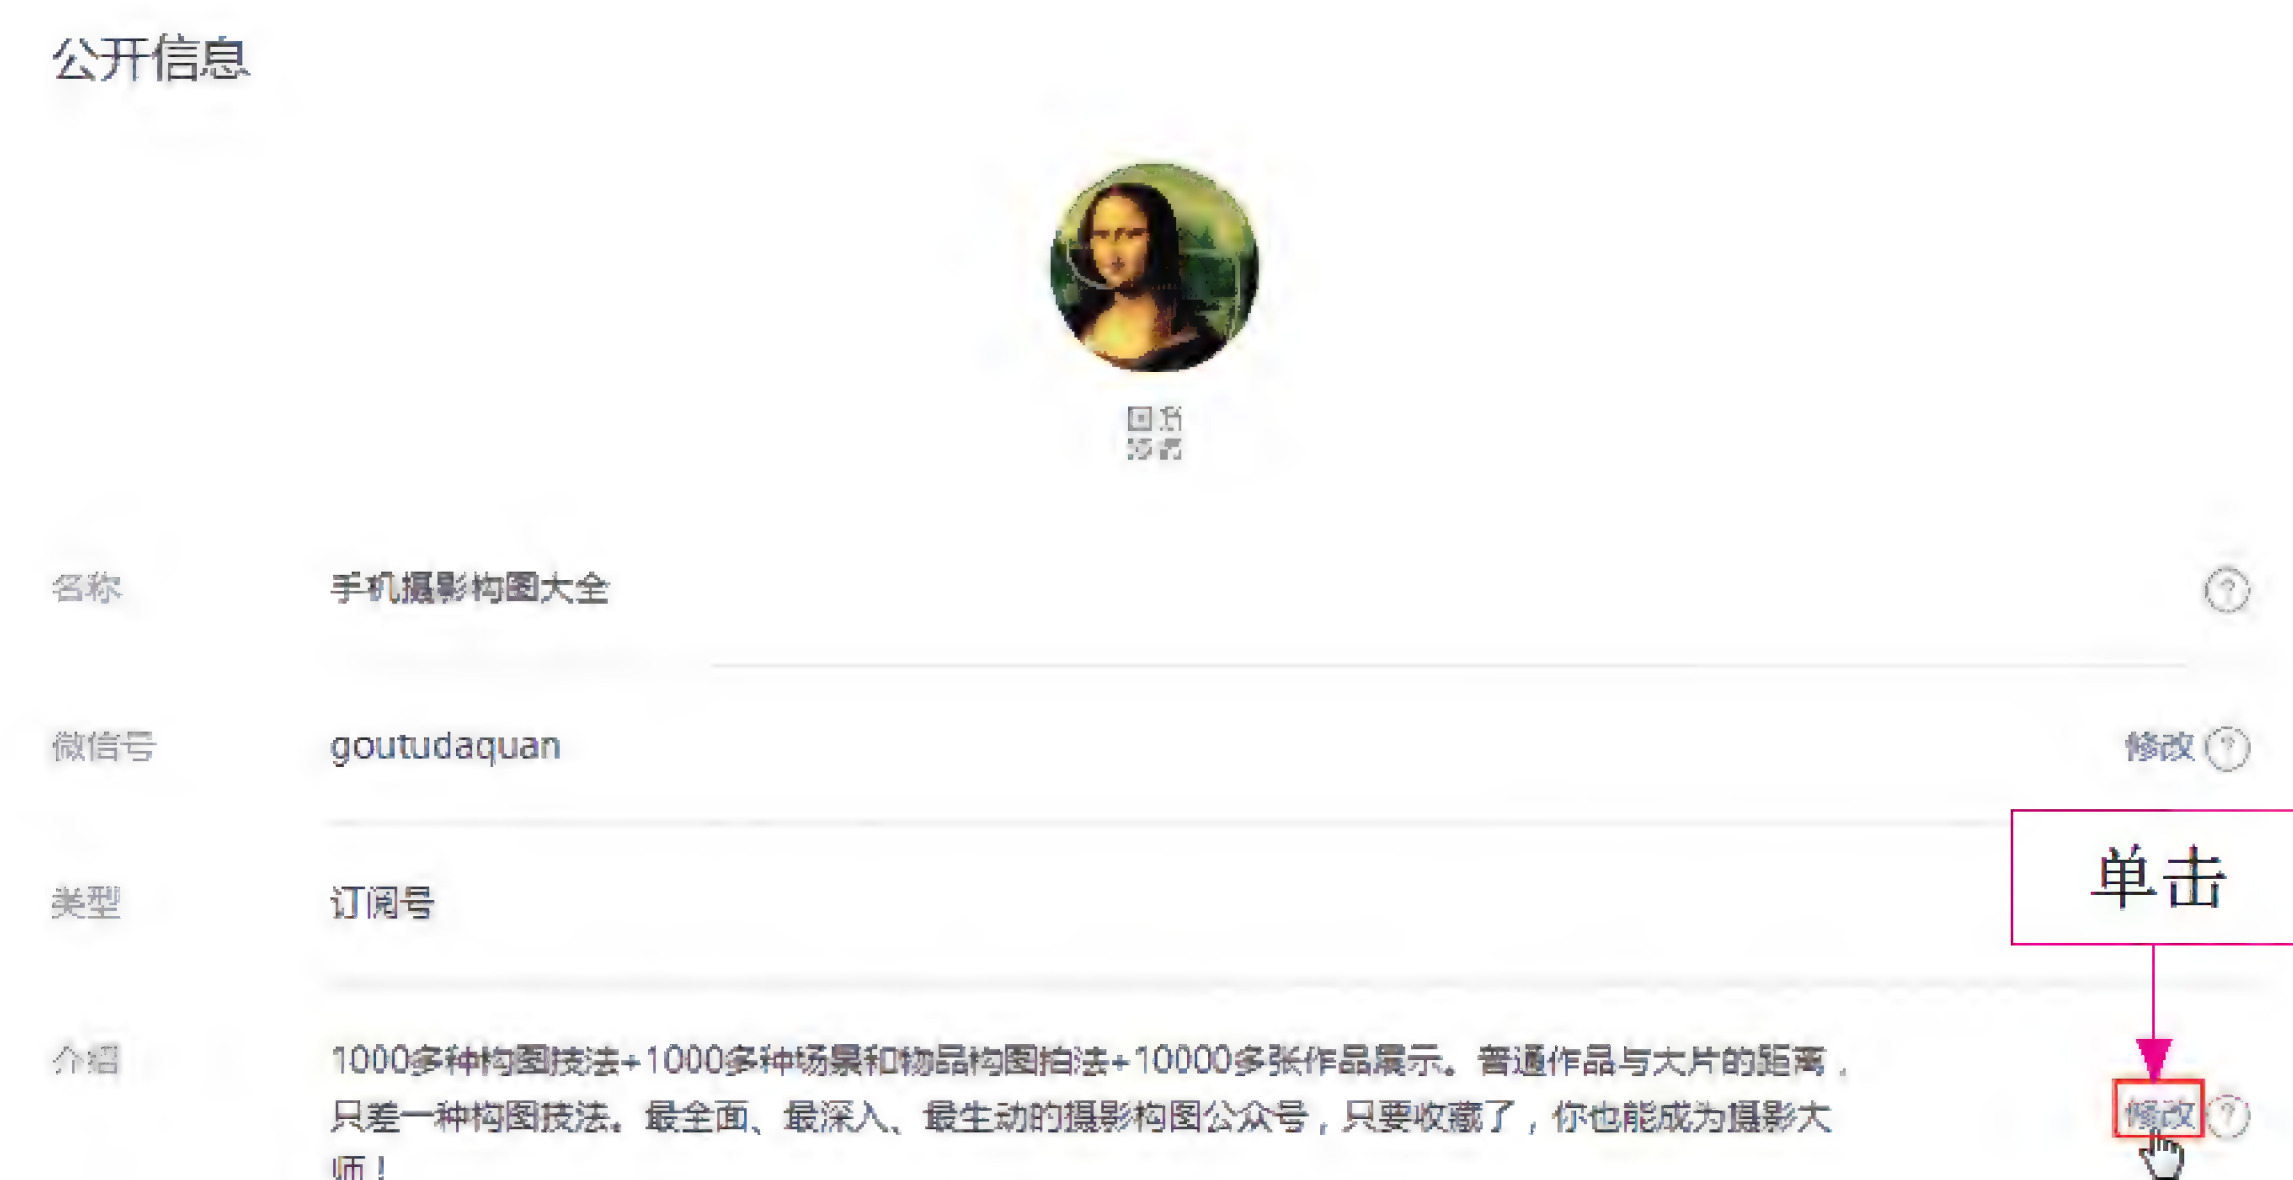 公开信息
名称 手机摄影构图大全
微信号 goutudaquan 修改
类型 订阅号
单击
介绍 1000多种构图技法+1000多种场景和物品构图拍法+10000多张作品展示。普通作品与大片的距离，
只差一种构图技法。最全面、最深入、最生动的摄影构图公众号，只要收藏了，你也能成为摄影大 修改
师！